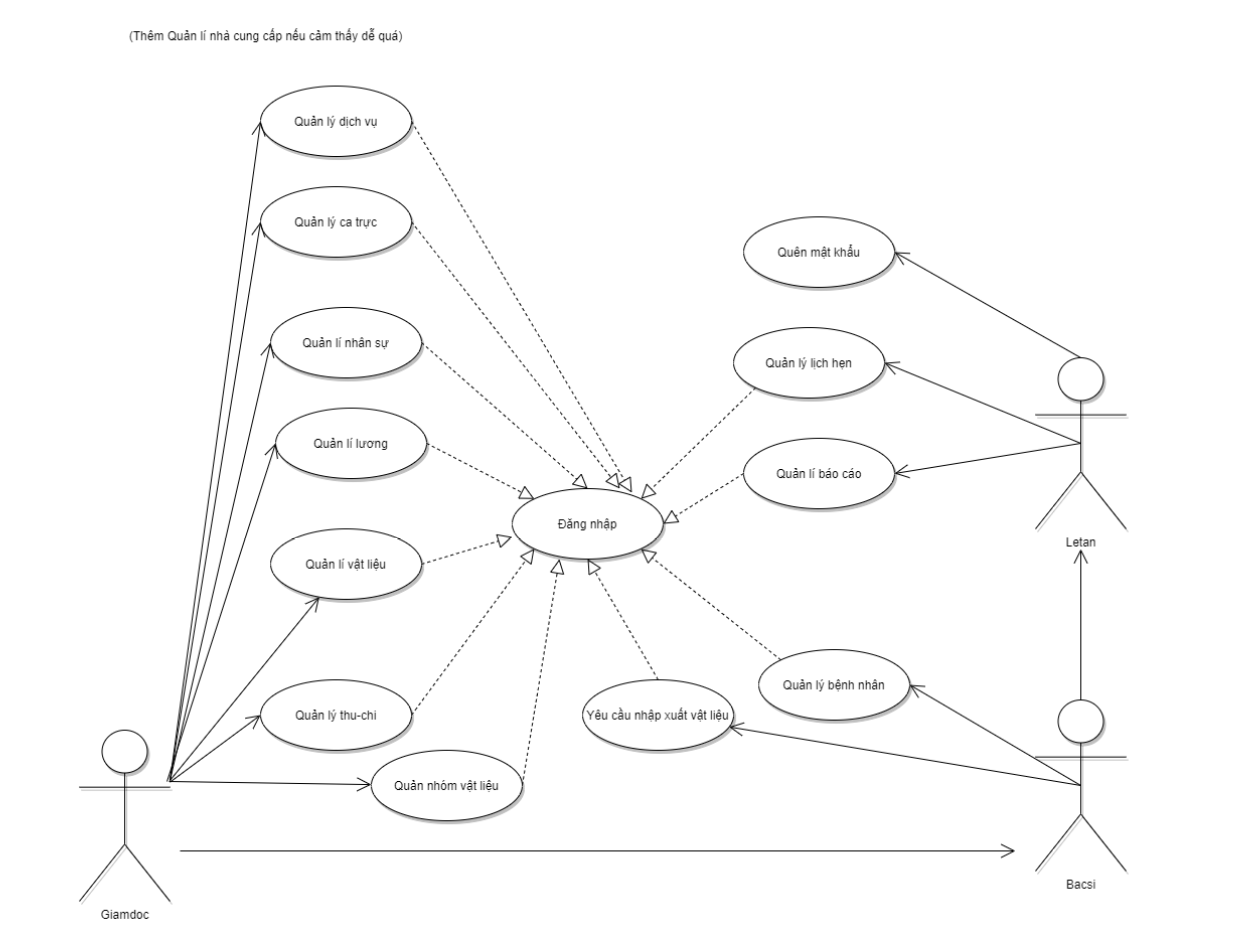 (Thêm Quản lí nhà cung cấp nếu cảm thấy dễ quá)
Quản lý dịch vụ
Quản lý ca trực
Quên mật khẩu
Quản lí nhân sự
Quản lý lịch hẹn
Quản lí lương
Quản lí báo cáo
Đăng nhập
Letan
Quản lí vật liệu
Quản lý bệnh nhân
Quản lý thu-chi
Yêu cầu nhập xuất vật liệu
Quản nhóm vật liệu
Bacsi
Giamdoc